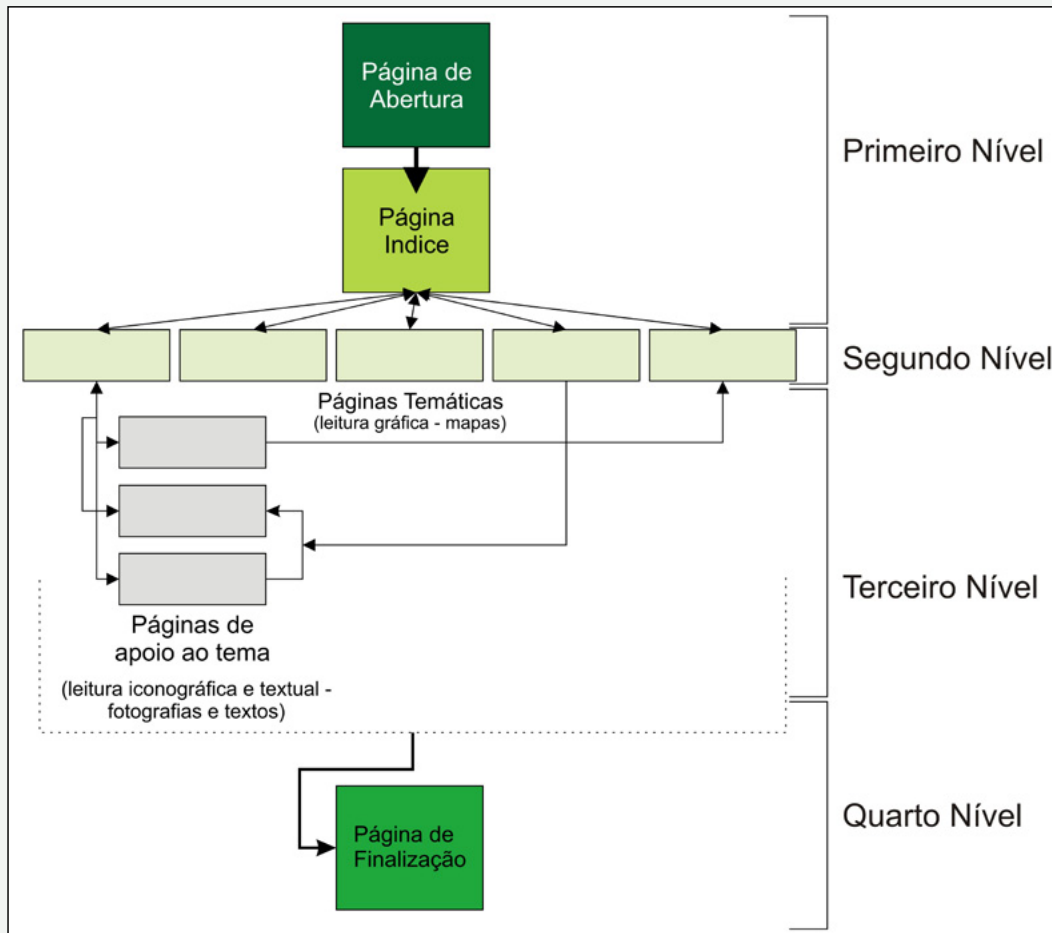 Página de
Abertura
Primeiro Nível
Página
Indice
Segundo Nível
Páginas Temáticas
(leitura gráfica - mapas)
Terceiro Nível
Páginas de
apoio ao tema
(leitura iconográfica e textual -
fotografias e textos)
Quarto Nível
Página de
Finalização